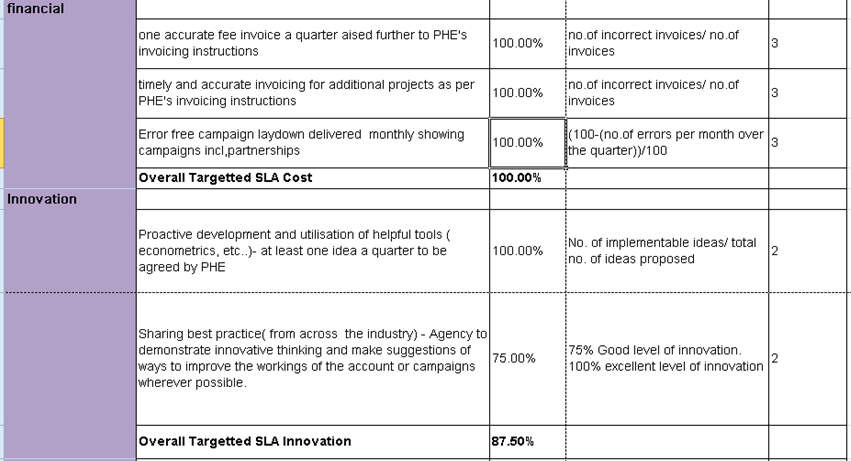 financial
one accurate fee invoice a quarter aised further to PHE's
invoicing instructions
100.00%
no.of incorrect invoices/ no.of
invoices
3
timely and accurate invoicing for additional projects as per
PHE's invoicing instructions
100.00%
no.of incorrect invoices/ no.of
invoices
3
Error free campaign laydown delivered monthly showing
campaigns incl,partnerships
100.00%
(100-(no.of errors per month over
the quarter))/100
3
Overall Targetted SLA Cost
100.00%
Innovation
Proactive development and utilisation of helpful tools (
econometrics, etc..)- at least one idea a quarter to be
agreed by PHE
100.00%
No. of implementable ideas/ total
no. of ideas proposed
2
Sharing best practice( from across the industry) - Agency to
demonstrate innovative thinking and make suggestions of
ways to improve the workings of the account or campaigns
wherever possible.
75.00%
75% Good level of innovation.
100% excellent level of innovation
2
Overall Targetted SLA Innovation
87.50%